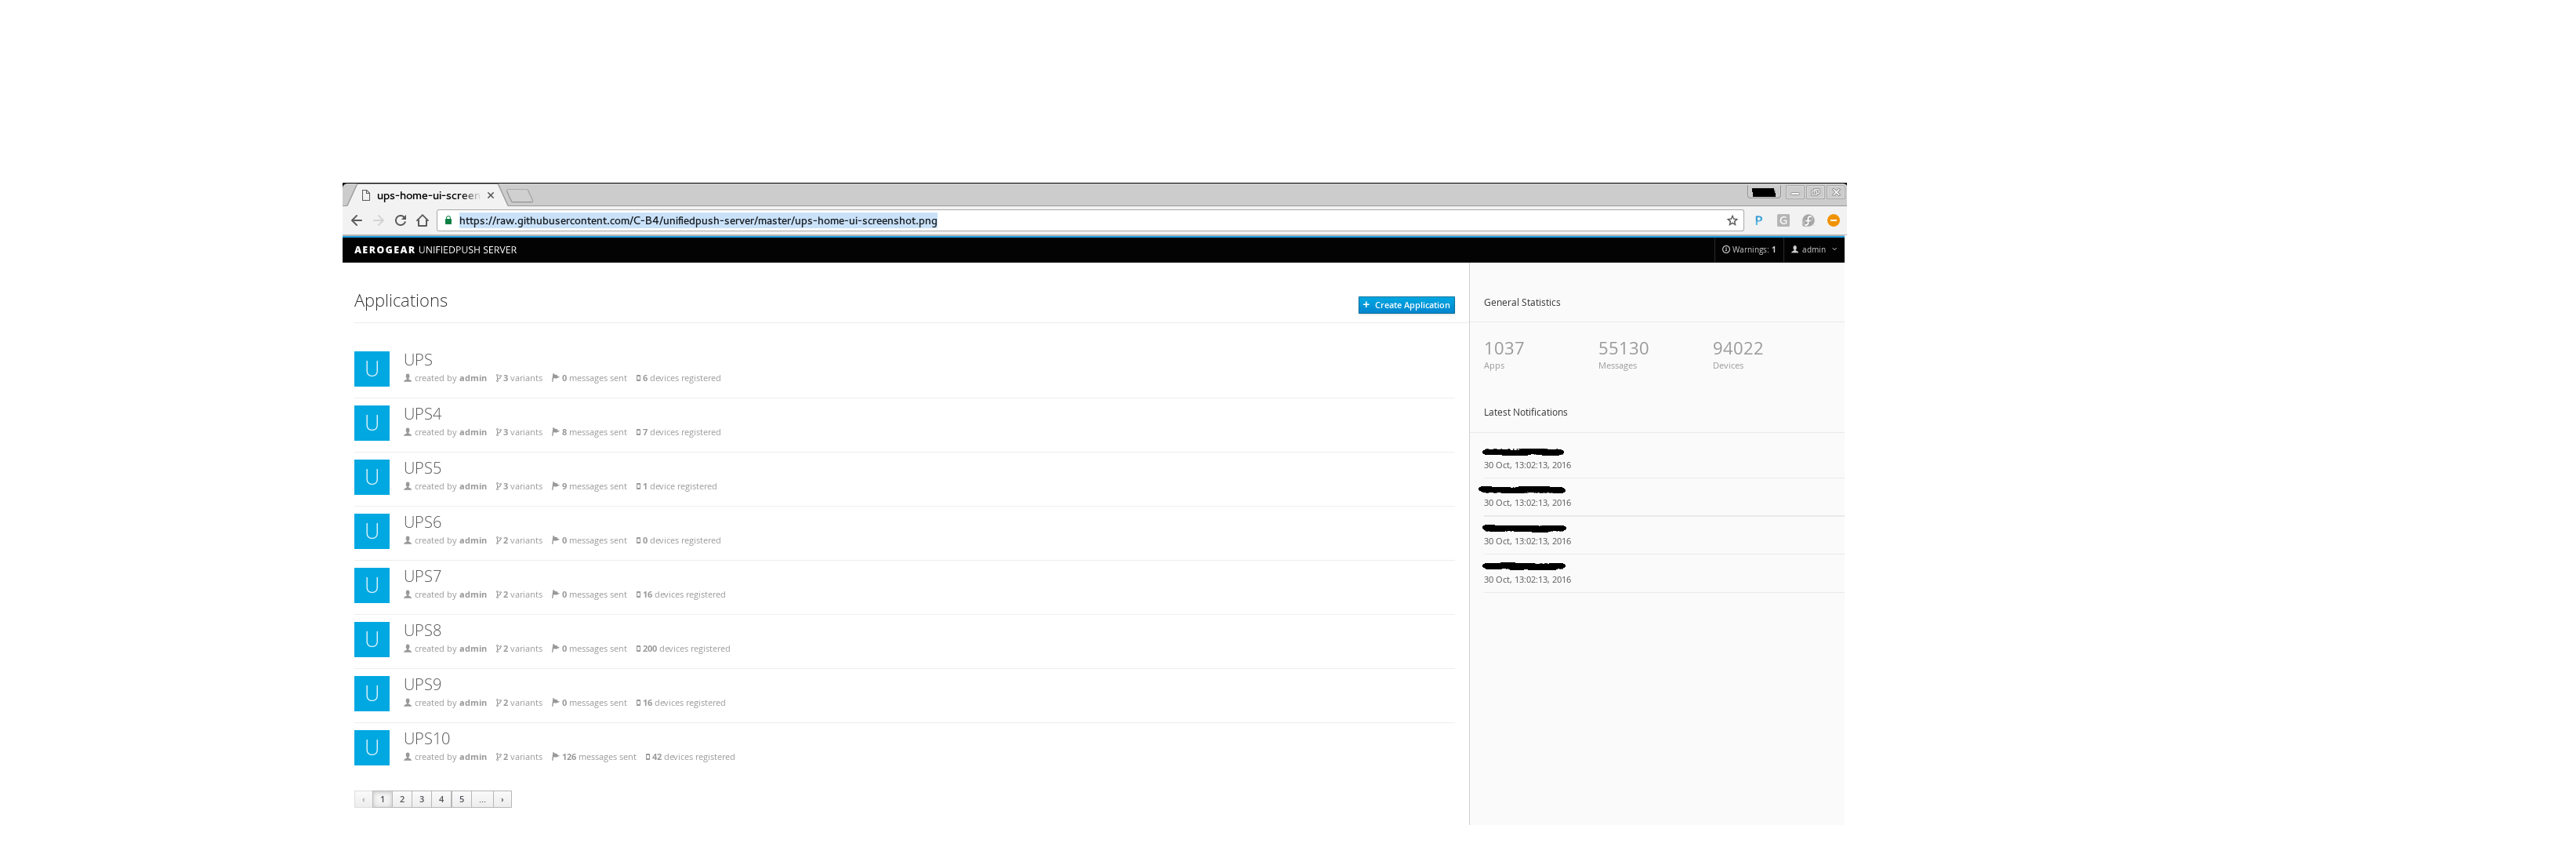 ups-home-ui-screen
https://raw.githubusercontent.com/C-B4/unifiedpush-server/master/ups-home-ui-screenshot.png
AEROGEAR UNIFIEDPUSH SERVER
Warnings: 1
admin
Applications
+ Create Application
U
UPS
created by admin 3 variants 0 messages sent 6 devices registered
U
UPS4
created by admin 3 variants 8 messages sent 7 devices registered
U
UPS5
created by admin 3 variants 9 messages sent 1 device registered
U
UPS6
created by admin 2 variants 0 messages sent 0 devices registered
U
UPS7
created by admin 2 variants 0 messages sent 16 devices registered
U
UPS8
created by admin 2 variants 0 messages sent 200 devices registered
U
UPS9
created by admin 2 variants 0 messages sent 16 devices registered
U
UPS10
created by admin 2 variants 126 messages sent 42 devices registered
‹ 1 2 3 4 5 ... ›
General Statistics
1037 55130 94022
Apps Messages Devices
Latest Notifications
30 Oct, 13:02:13, 2016
30 Oct, 13:02:13, 2016
30 Oct, 13:02:13, 2016
30 Oct, 13:02:13, 2016